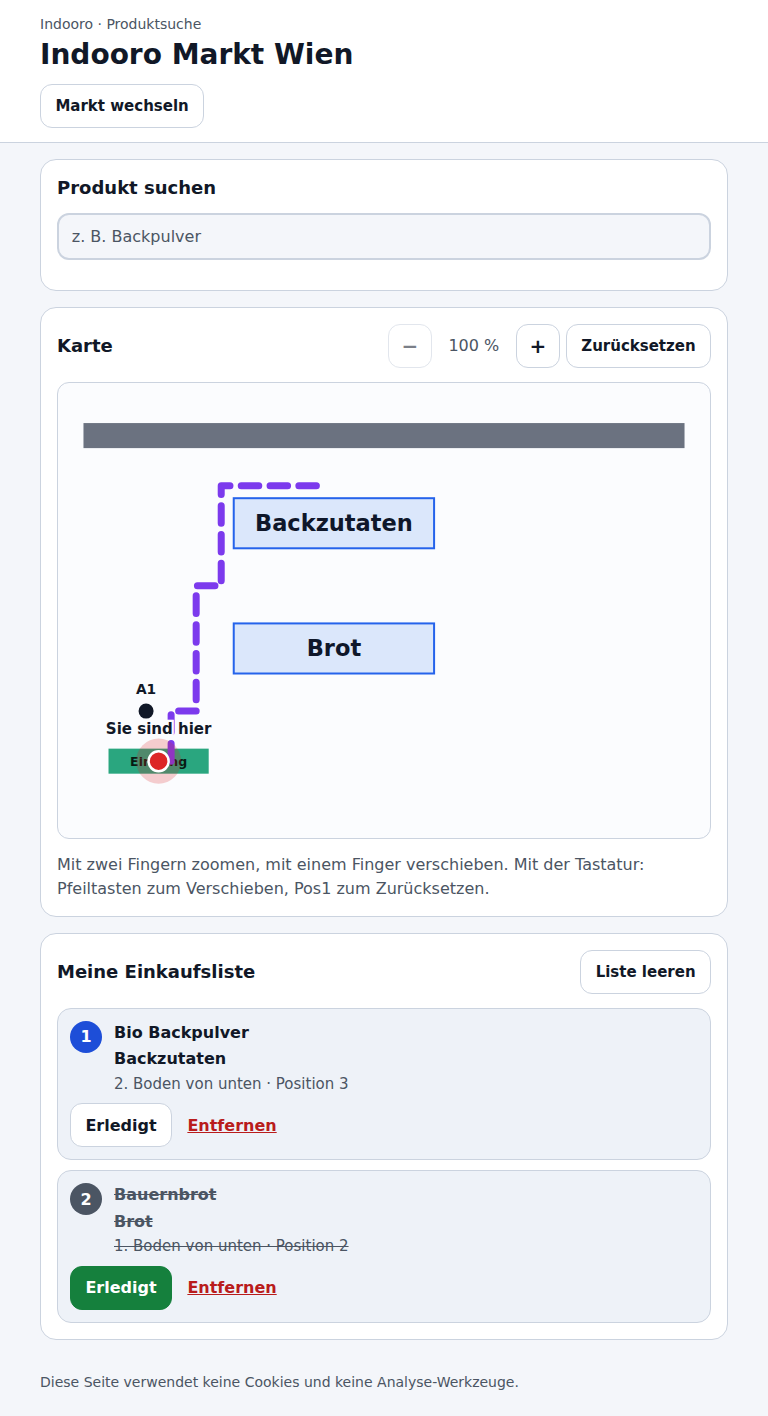 Indooro · Produktsuche
Indooro Markt Wien
Markt wechseln
Produkt suchen
z. B. Backpulver
Karte
− 100 % + Zurücksetzen
Backzutaten
Brot
A1
Sie sind hier
Mit zwei Fingern zoomen, mit einem Finger verschieben. Mit der Tastatur:
Pfeiltasten zum Verschieben, Pos1 zum Zurücksetzen.
Meine Einkaufsliste
Liste leeren
1 Bio Backpulver
Backzutaten
2. Boden von unten · Position 3
Erledigt Entfernen
2 Bauernbrot
Brot
1. Boden von unten · Position 2
Erledigt Entfernen
Diese Seite verwendet keine Cookies und keine Analyse-Werkzeuge.